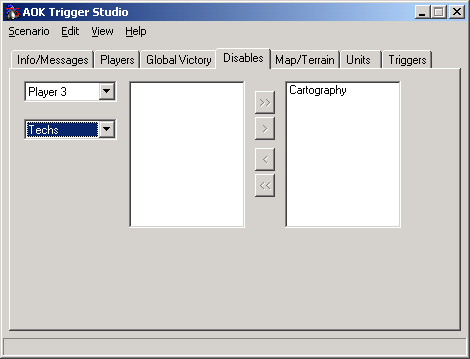 AOK Trigger Studio
Scenario Edit View Help
Info/Messages Players Global Victory Disables Map/Terrain Units Triggers
Player 3
Techs
>>
>
<
<<
Cartography